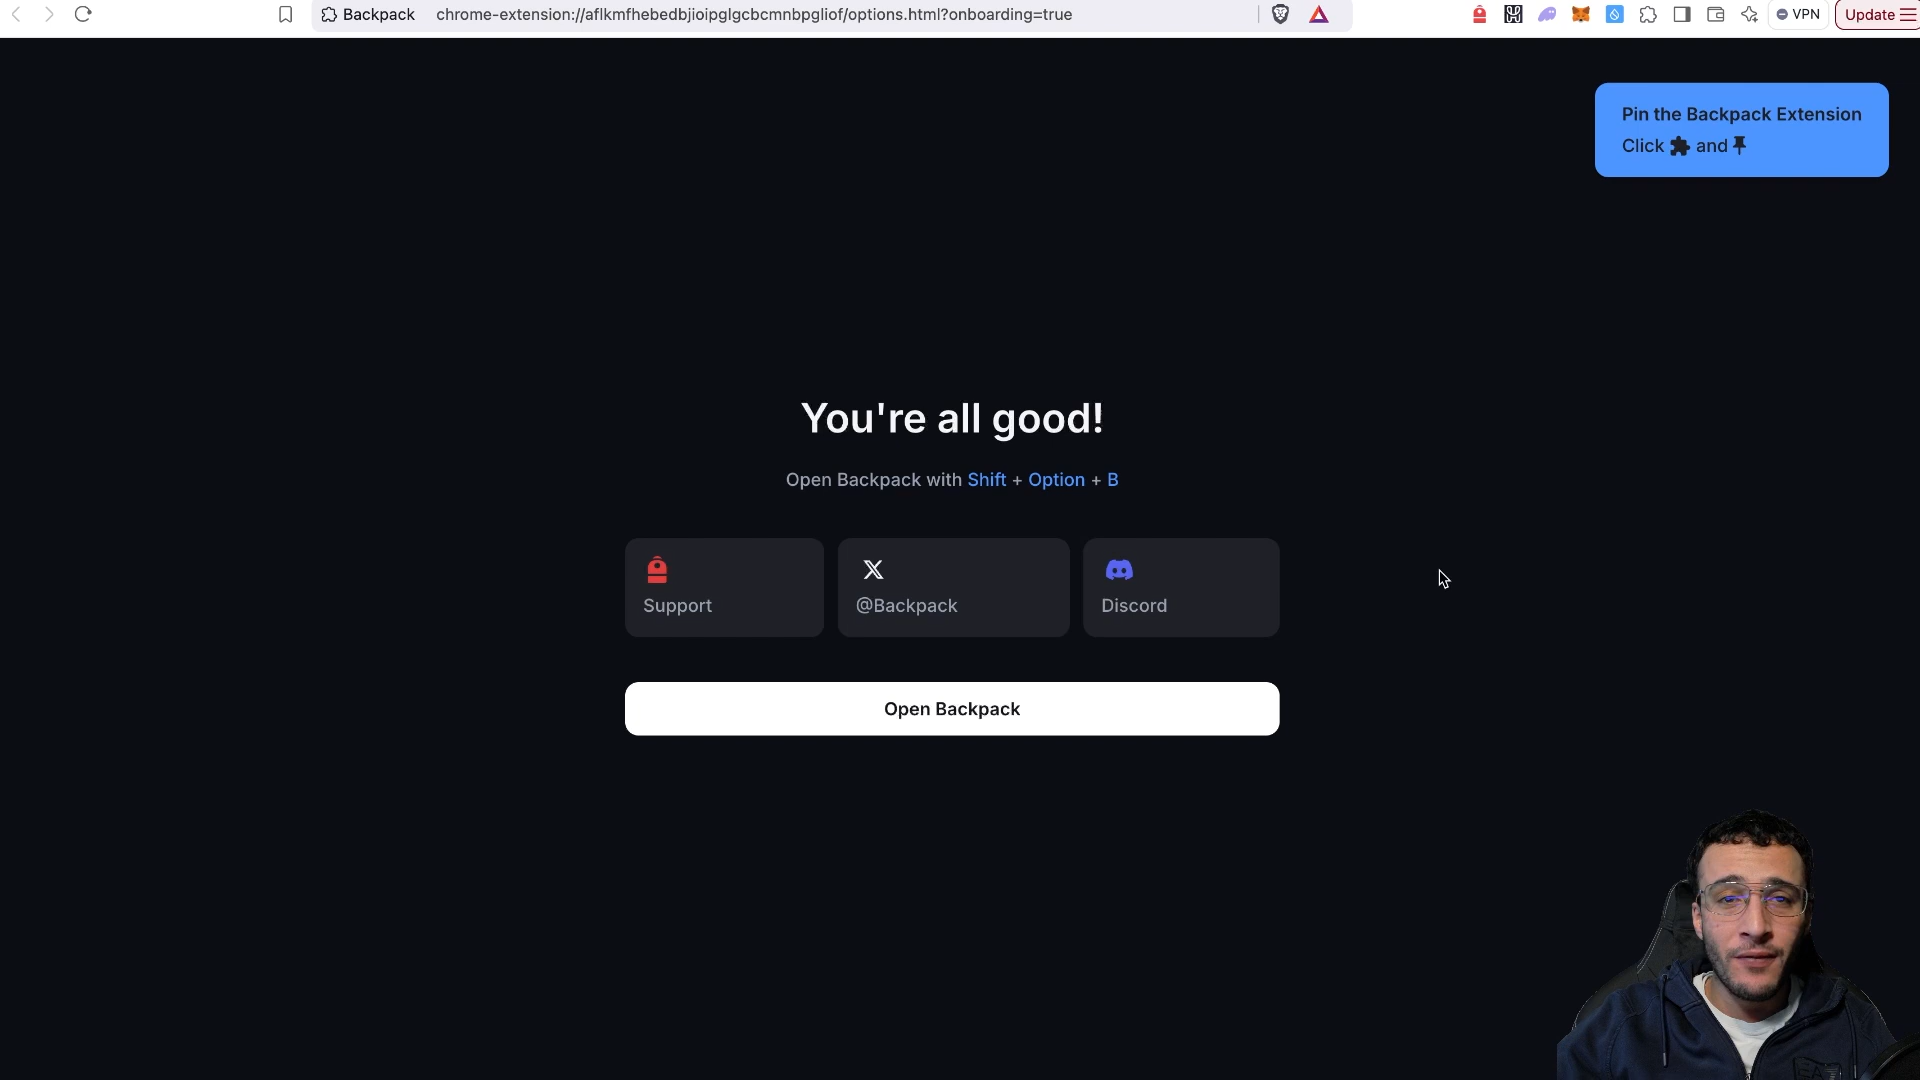 Backpack chrome-extension://aflkmfhebedbjioipglgcbcmnbpgliof/options.html?onboarding=true VPN Update
Pin the Backpack Extension
Click and
You're all good!
Open Backpack with Shift + Option + B
Support @Backpack Discord
Open Backpack